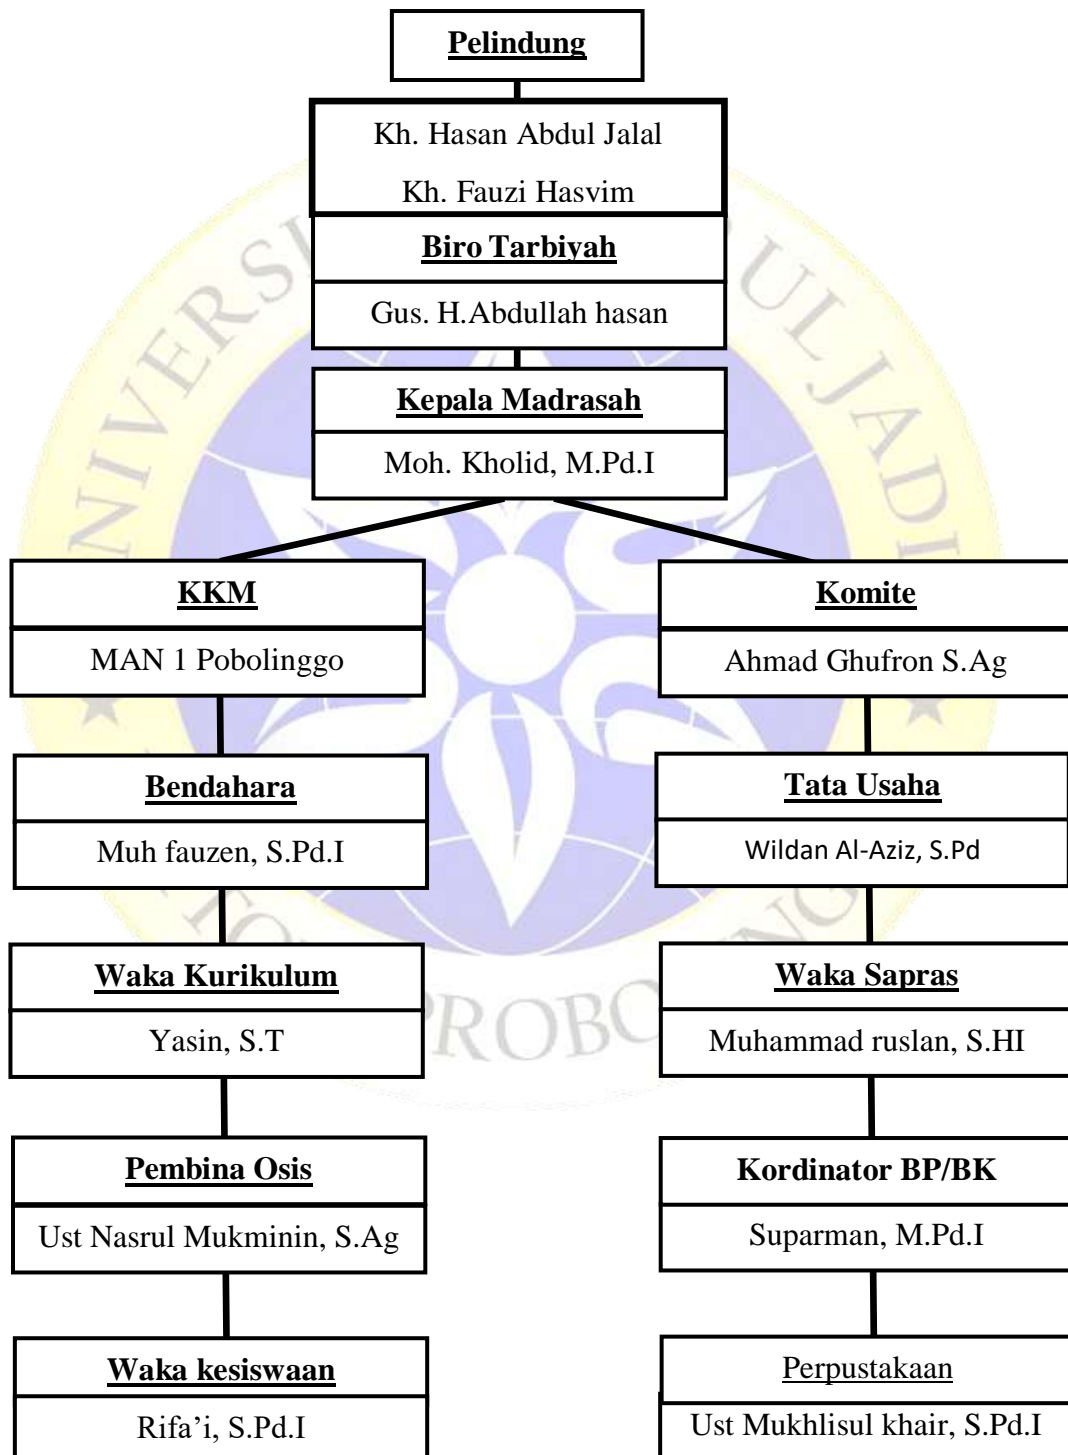 Pelindung
Kh. Hasan Abdul Jalal
Kh. Fauzi Hasyim
Biro Tarbiyah
Gus. H.Abdullah hasan
Kepala Madrasah
Moh. Kholid, M.Pd.I
KKM
MAN 1 Pobolinggo
Bendahara
Muh fauzen, S.Pd.I
Waka Kurikulum
Yasin, S.T
Pembina Osis
Ust Nasrul Mukminin, S.Ag
Waka kesiswaan
Rifa’i, S.Pd.I
Komite
Ahmad Ghufron S.Ag
Tata Usaha
Wildan Al-Aziz, S.Pd
Waka Sapras
Muhammad ruslan, S.HI
Kordinator BP/BK
Suparman, M.Pd.I
Perpustakaan
Ust Mukhlisul khair, S.Pd.I